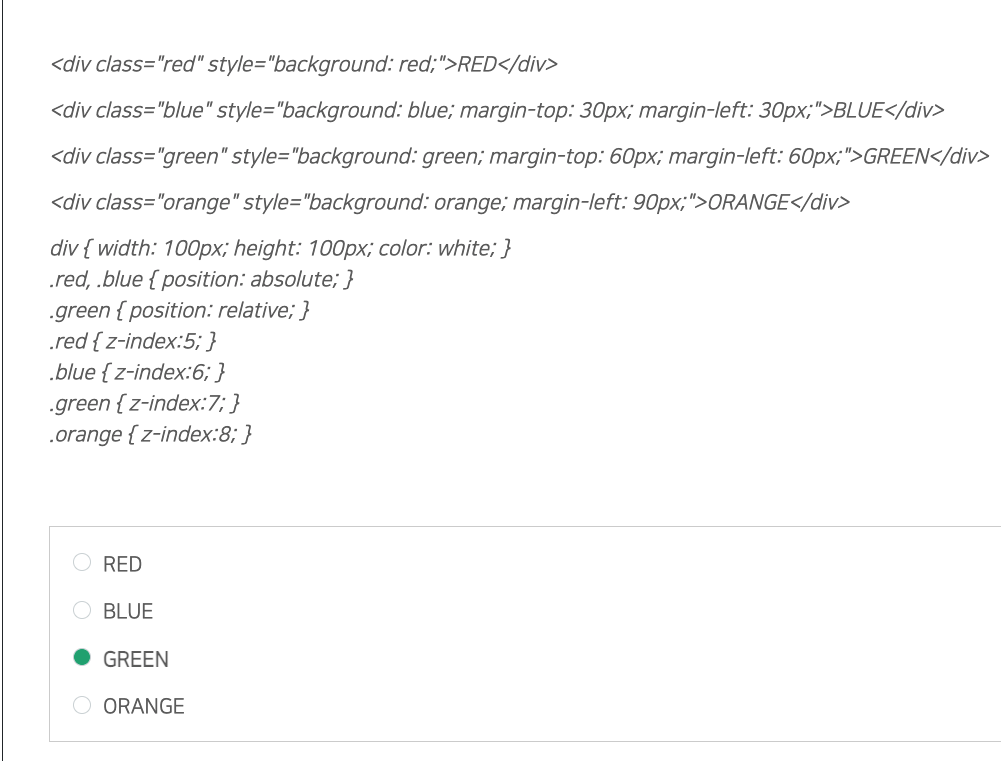 <div class="red" style="background: red;">RED</div>
<div class="blue" style="background: blue; margin-top: 30px; margin-left: 30px;">BLUE</div>
<div class="green" style="background: green; margin-top: 60px; margin-left: 60px;">GREEN</div>
<div class="orange" style="background: orange; margin-left: 90px;">ORANGE</div>
div { width: 100px; height: 100px; color: white; }
.red, .blue { position: absolute; }
.green { position: relative; }
.red { z-index:5; }
.blue { z-index:6; }
.green { z-index:7; }
.orange { z-index:8; }
RED
BLUE
GREEN
ORANGE